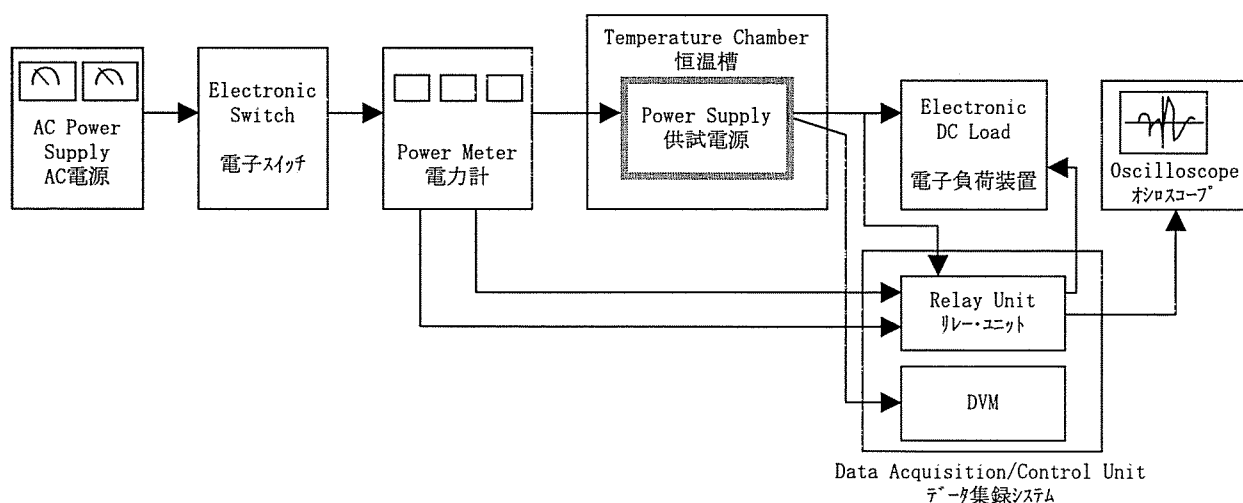 AC Power
Supply
AC電源
Electronic
Switch
電子ｽｲｯﾁ
Power Meter
電力計
Temperature Chamber
恒温槽
Power Supply
供試電源
Electronic
DC Load
電子負荷装置
Oscilloscope
ｵｼﾛｽｺｰﾌﾟ
Relay Unit
ﾘﾚｰ・ﾕﾆｯﾄ
DVM
Data Acquisition/Control Unit
ﾃﾞｰﾀ集録ｼｽﾃﾑ